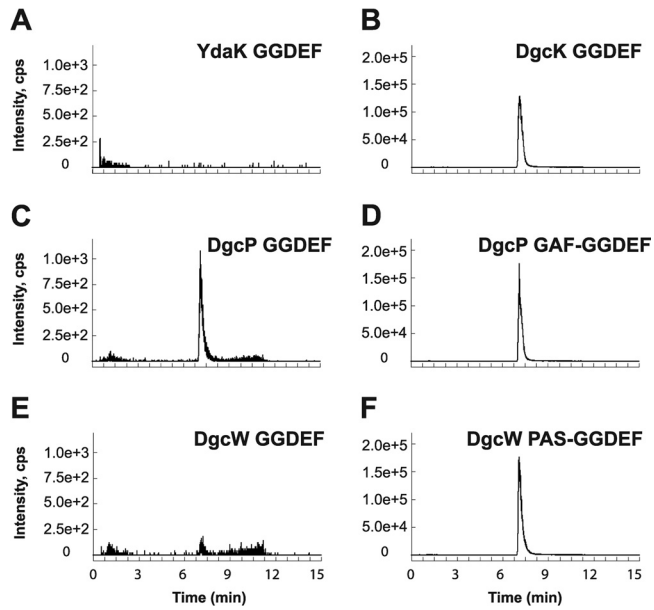 A
YdaK GGDEF
Intensity, cps
1.0e+3
7.5e+2
5.0e+2
2.5e+2
0
B
DgcK GGDEF
2.0e+5
1.5e+5
1.0e+5
5.0e+4
0
C
DgcP GGDEF
Intensity, cps
1.0e+3
7.5e+2
5.0e+2
2.5e+2
0
D
DgcP GAF-GGDEF
2.0e+5
1.5e+5
1.0e+5
5.0e+4
0
E
DgcW GGDEF
Intensity, cps
1.0e+3
7.5e+2
5.0e+2
2.5e+2
0
0 3 6 9 12 15
Time (min)
F
DgcW PAS-GGDEF
2.0e+5
1.5e+5
1.0e+5
5.0e+4
0
0 3 6 9 12 15
Time (min)